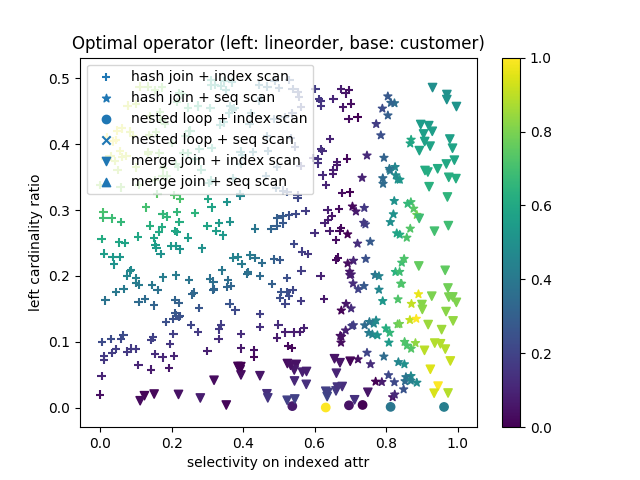 Optimal operator (left: lineorder, base: customer)
hash join + index scan
hash join + seq scan
nested loop + index scan
nested loop + seq scan
merge join + index scan
merge join + seq scan
left cardinality ratio
0.5
0.4
0.3
0.2
0.1
0.0
0.0 0.2 0.4 0.6 0.8 1.0
selectivity on indexed attr
1.0
0.8
0.6
0.4
0.2
0.0